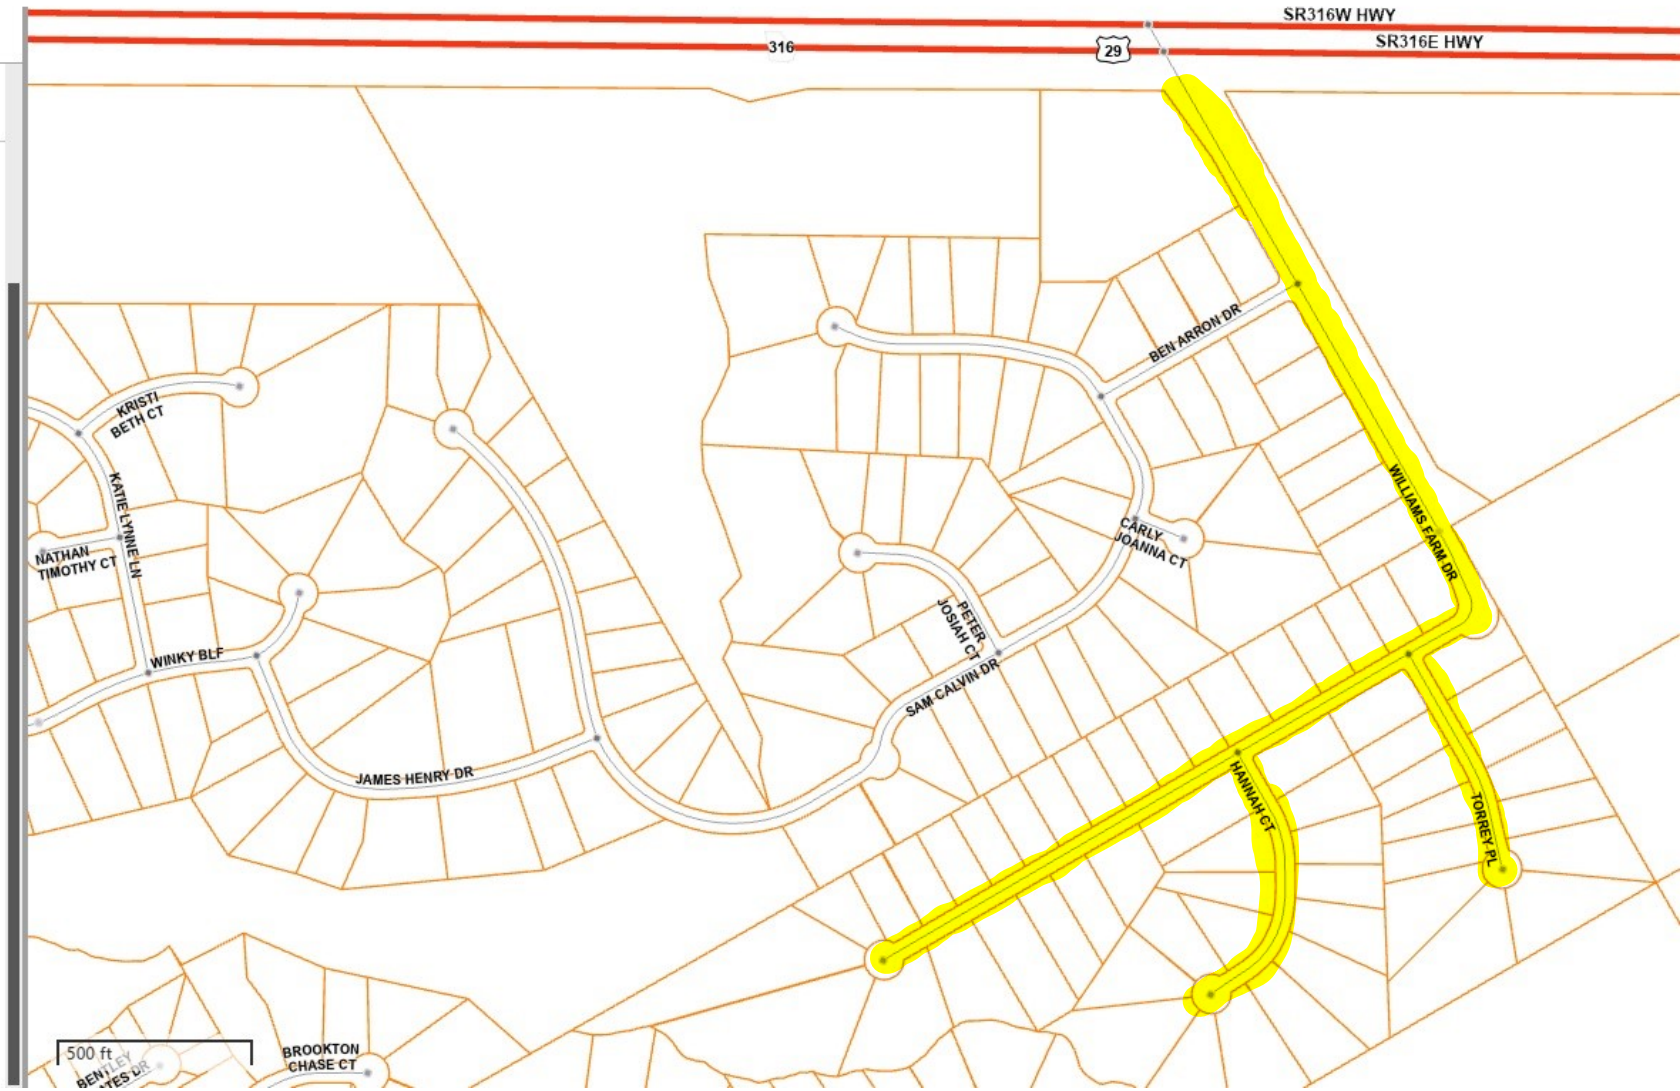 SR316W HWY
SR316E HWY
316
29
BEN ARRON DR
KRISTI
BETH CT
KATIE LYNNE LN
WILLIAMS FARM DR
CARLY
JOANNA CT
NATHAN
TIMOTHY CT
PETER
JOSIAH CT
WINKY BLF
SAM CALVIN DR
JAMES HENRY DR
HANNAH CT
TORREY PL
500 ft
BROOKTON
CHASE CT
DR